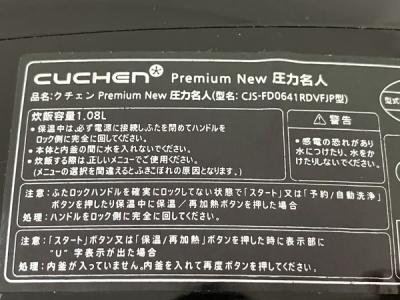 CUCHEN Premium New 圧力名人
品名:クチェン Premium New 圧力名人(型名: CJS-FD0641RDVFJP型)
炊飯容量1.08L
• 保温中は必ず電源に接続しふたを閉めてハンドルを
ロック側に完全に回してください。
• 本体と内釜の間に水を入れないでください。
• 炊飯する際は正しいメニューでご使用ください。
(メニューの選択を間違えるとふきこぼれの原因となります。)
⚠ 警告
• 感電の恐れがあり
水につけたり、水をか
けたりしないでください。
型式
注意:ふたロックハンドルを確実にロックしてない状態で「スタート」又は「予約/自動洗浄」
ボタンを押したり保温中に保温/再加熱ボタンを押した場合
処理:ハンドルをロック側に完全に回してください。
注意:「スタート」ボタン又は「保温/再加熱」ボタンを押した時に表示部に
"U" 字表示が出た場合
処理:内釜が入っていません。内釜を入れて再度ボタンを押してください。